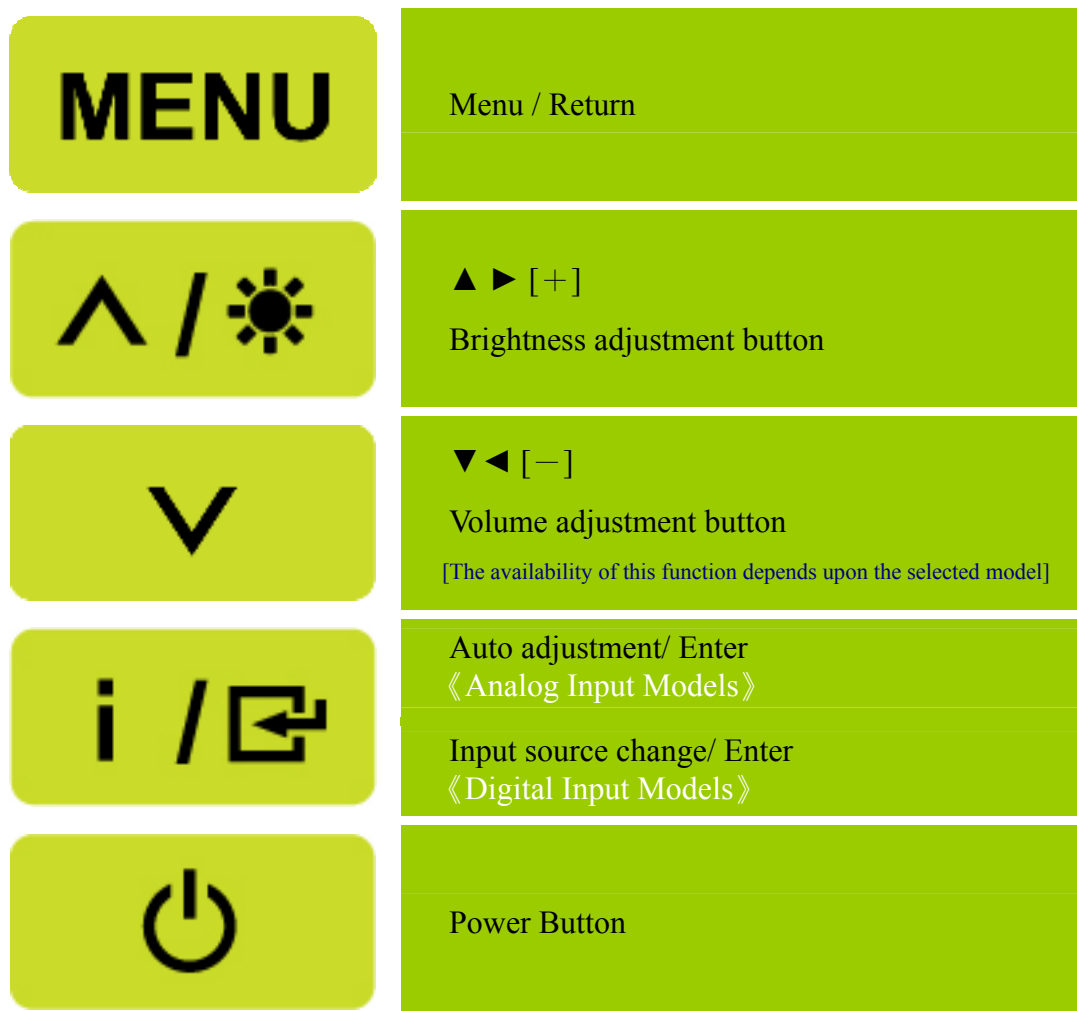 MENU
Menu / Return
∧ / ☀
▲ ► [＋]
Brightness adjustment button
∨
▼◄ [－]
Volume adjustment button
[The availability of this function depends upon the selected model]
i /
Auto adjustment/ Enter
《Analog Input Models》
Input source change/ Enter
《Digital Input Models》
Power Button